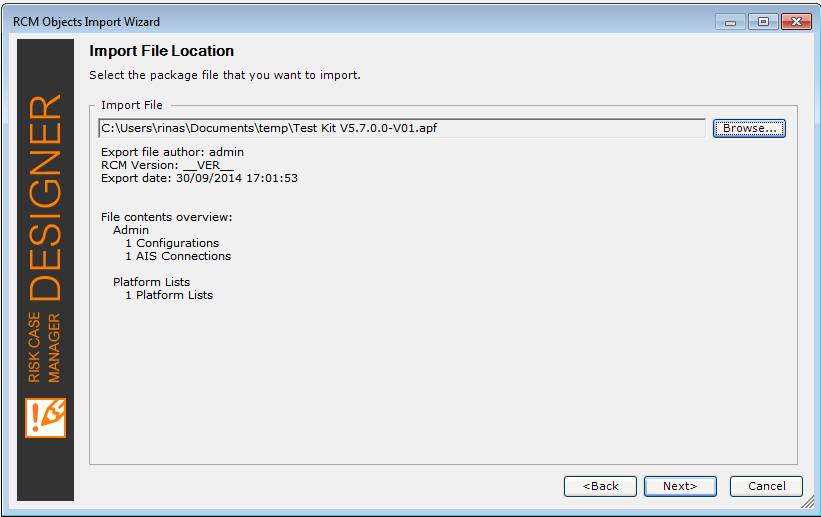 RCM Objects Import Wizard
Import File Location
Select the package file that you want to import.
Import File
C:\Users\rinas\Documents\temp\Test Kit V5.7.0.0-V01.apf
Browse...
Export file author: admin
RCM Version: __VER__
Export date: 30/09/2014 17:01:53
File contents overview:
Admin
1 Configurations
1 AIS Connections
Platform Lists
1 Platform Lists
RISK CASE
MANAGER
DESIGNER
<Back
Next>
Cancel